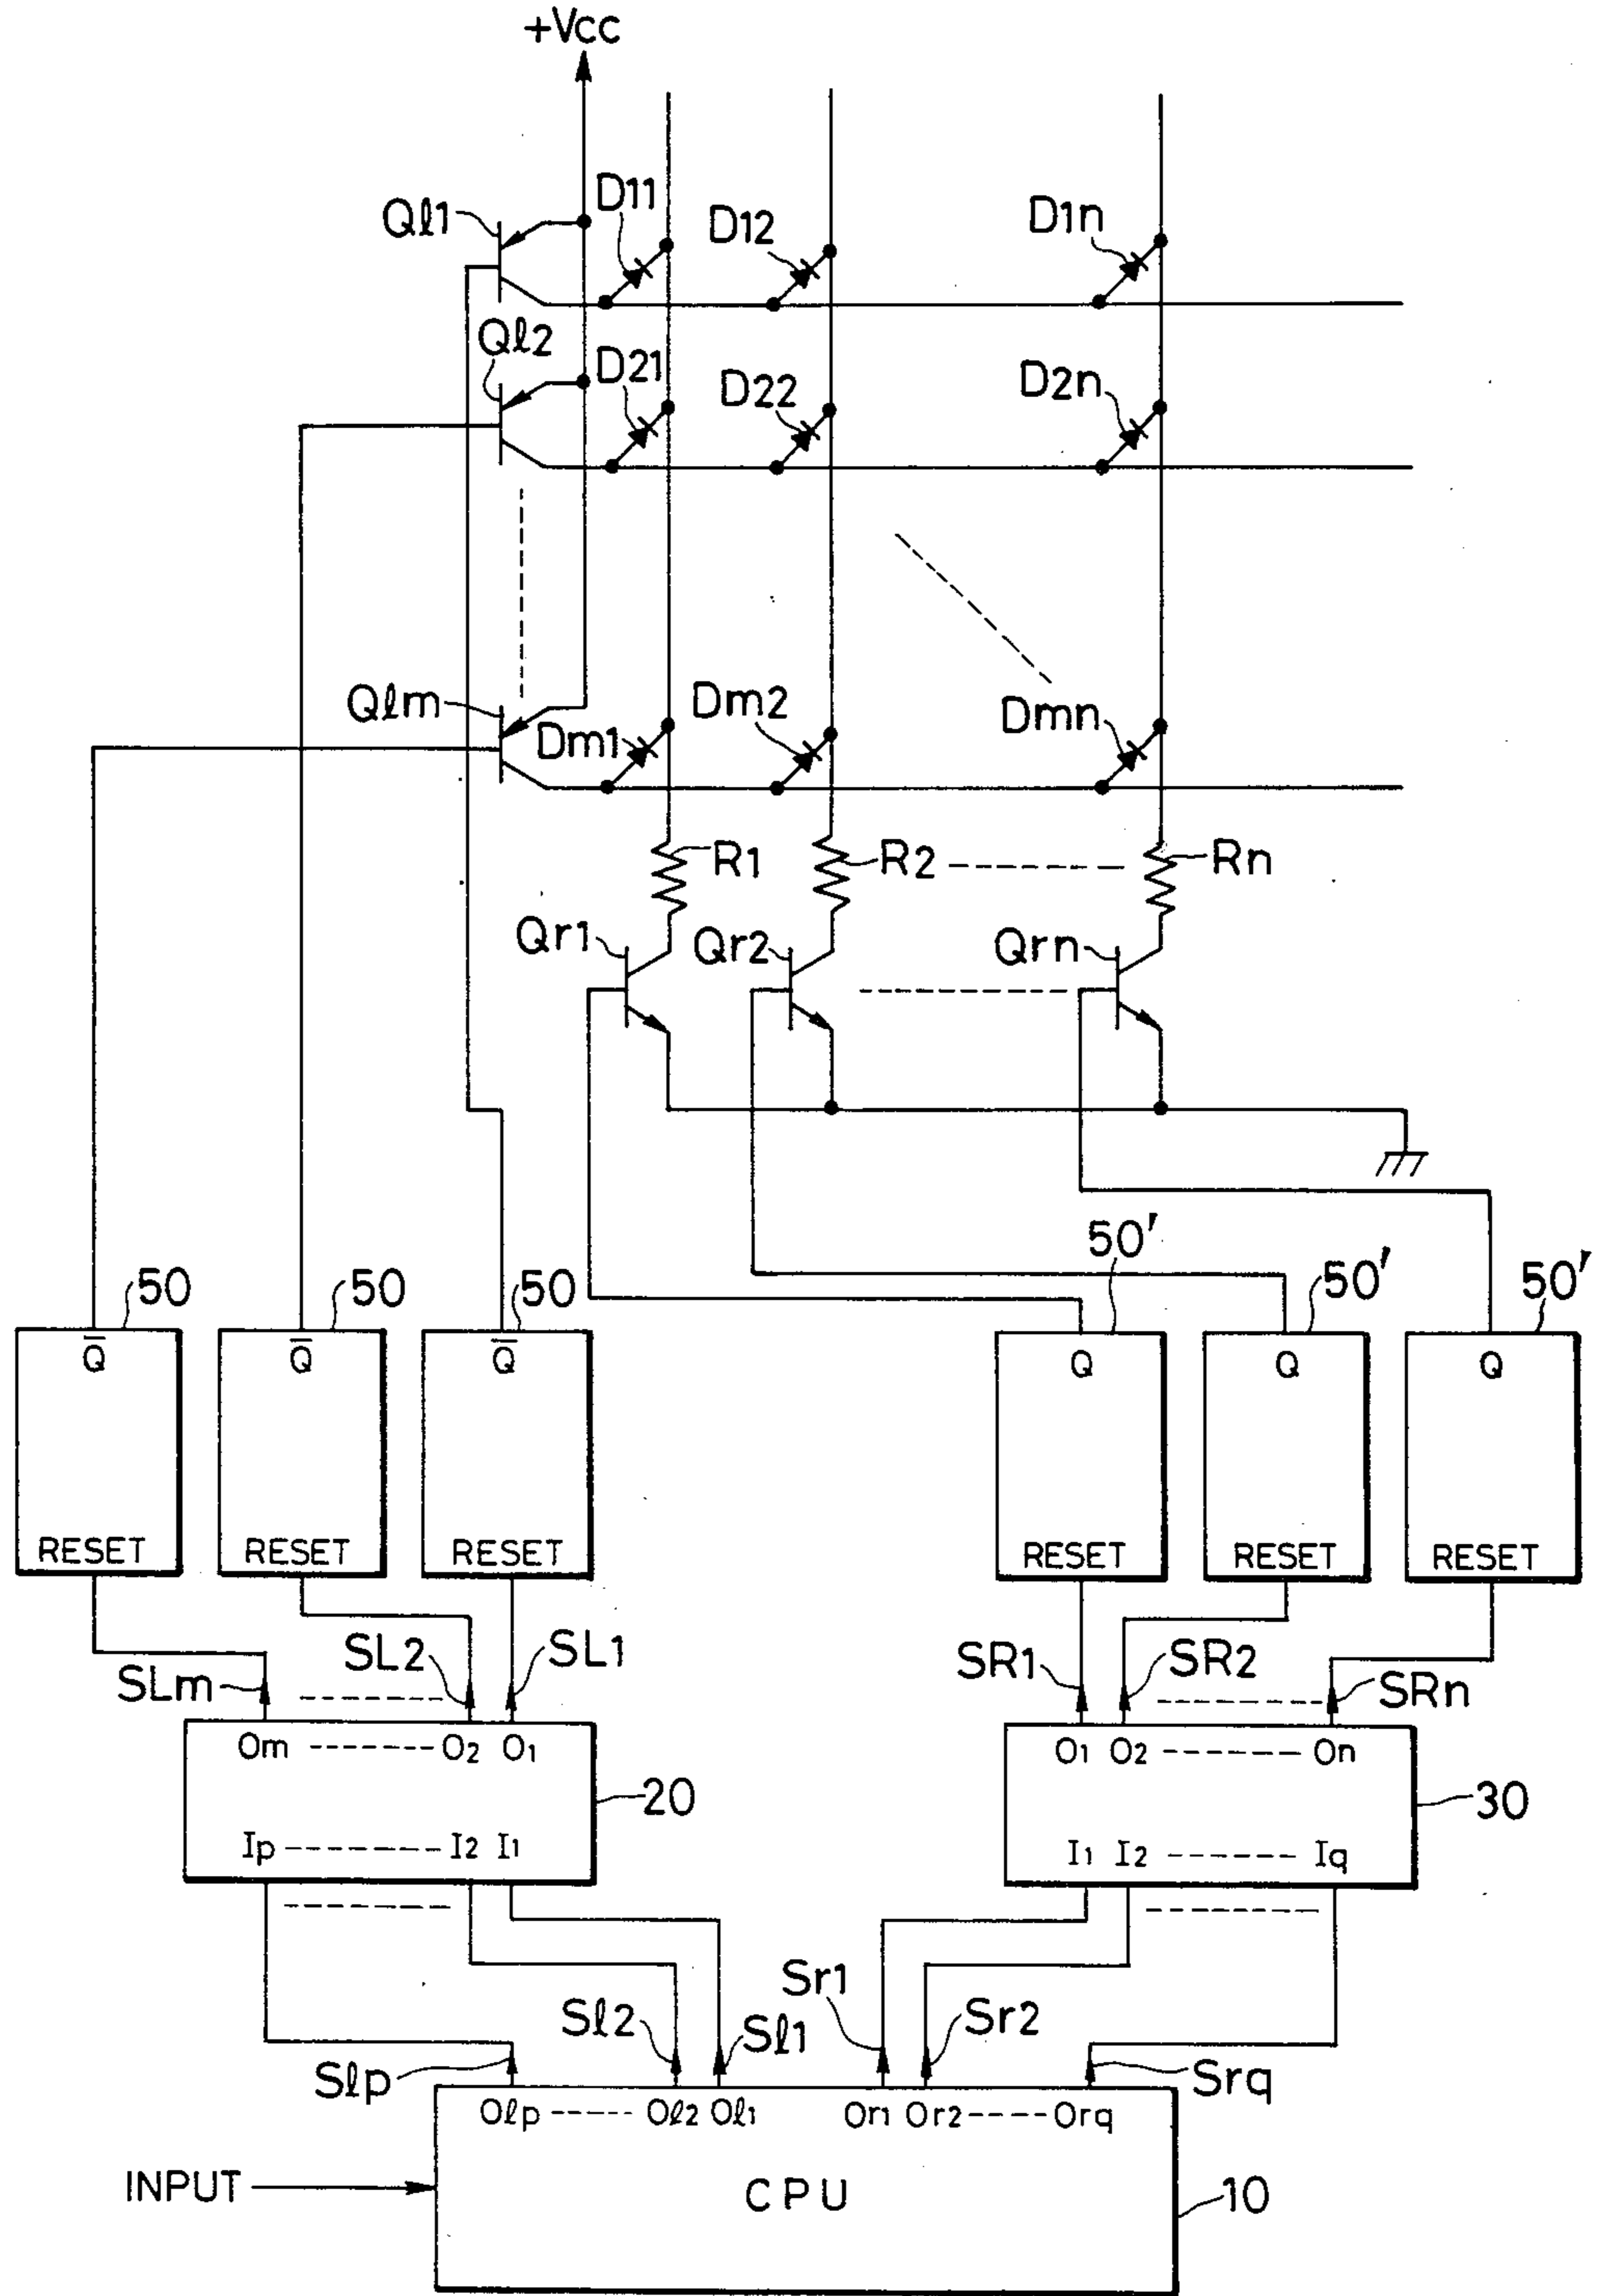 +Vcc
Qℓ1
D11
D12
D1n
Qℓ2
D21
D22
D2n
Qℓm
Dm1
Dm2
Dmn
R1
R2
Rn
Qr1
Qr2
Qrn
50
50
50
50'
50'
50'
Q̅
Q̅
Q̅
Q
Q
Q
RESET
RESET
RESET
RESET
RESET
RESET
SLm
SL2
SL1
SR1
SR2
SRn
Om
O2
O1
O1
O2
On
20
30
Ip
I2
I1
I1
I2
Iq
Sℓp
Sℓ2
Sℓ1
Sr1
Sr2
Srq
Oℓp
Oℓ2
Oℓ1
Or1
Or2
Orq
INPUT
CPU
10